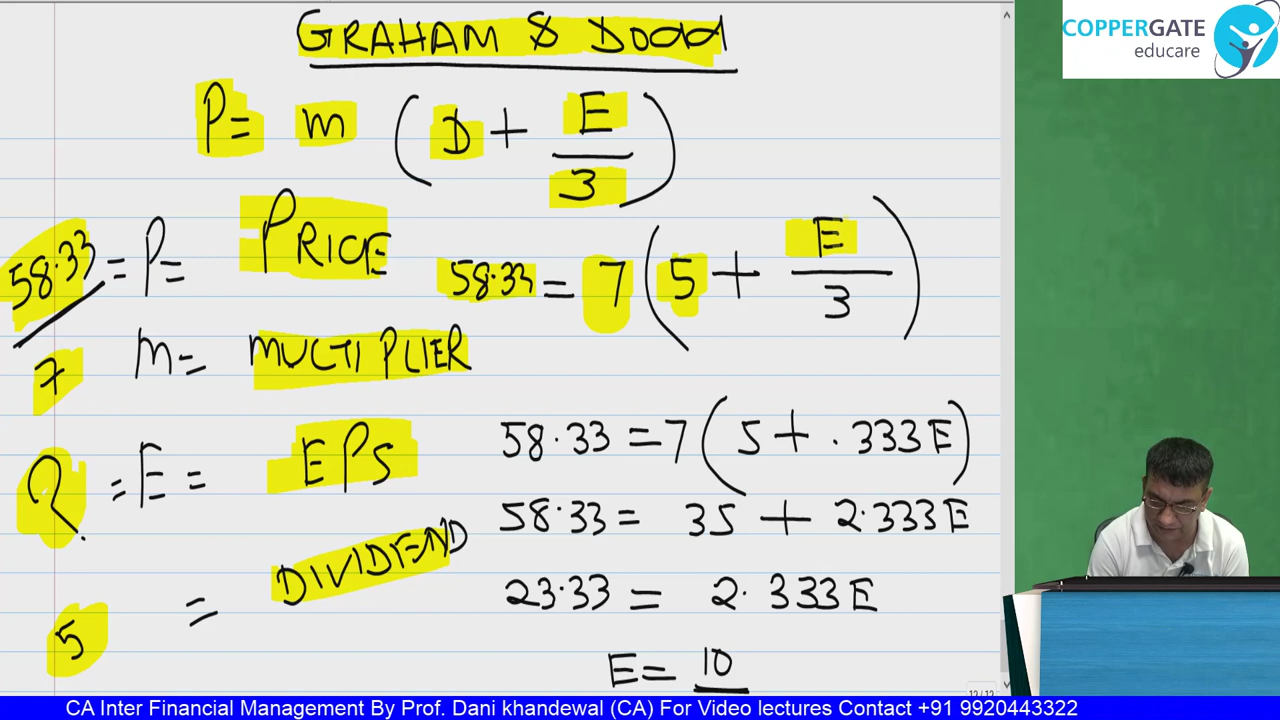 GRAHAM & Dodd
COPPERGATE
educare
P= m (D + E/3)
58.33 = P= PRICE
58.33 = 7 (5 + E/3)
7 m= MULTIPLIER
? = E = EPS
58.33 = 7 (5 + .333E)
58.33 = 35 + 2.333E
5 = DIVIDEND
23.33 = 2.333E
E = 10
12/12
CA Inter Financial Management By Prof. Dani khandewal (CA) For Video lectures Contact +91 9920443322